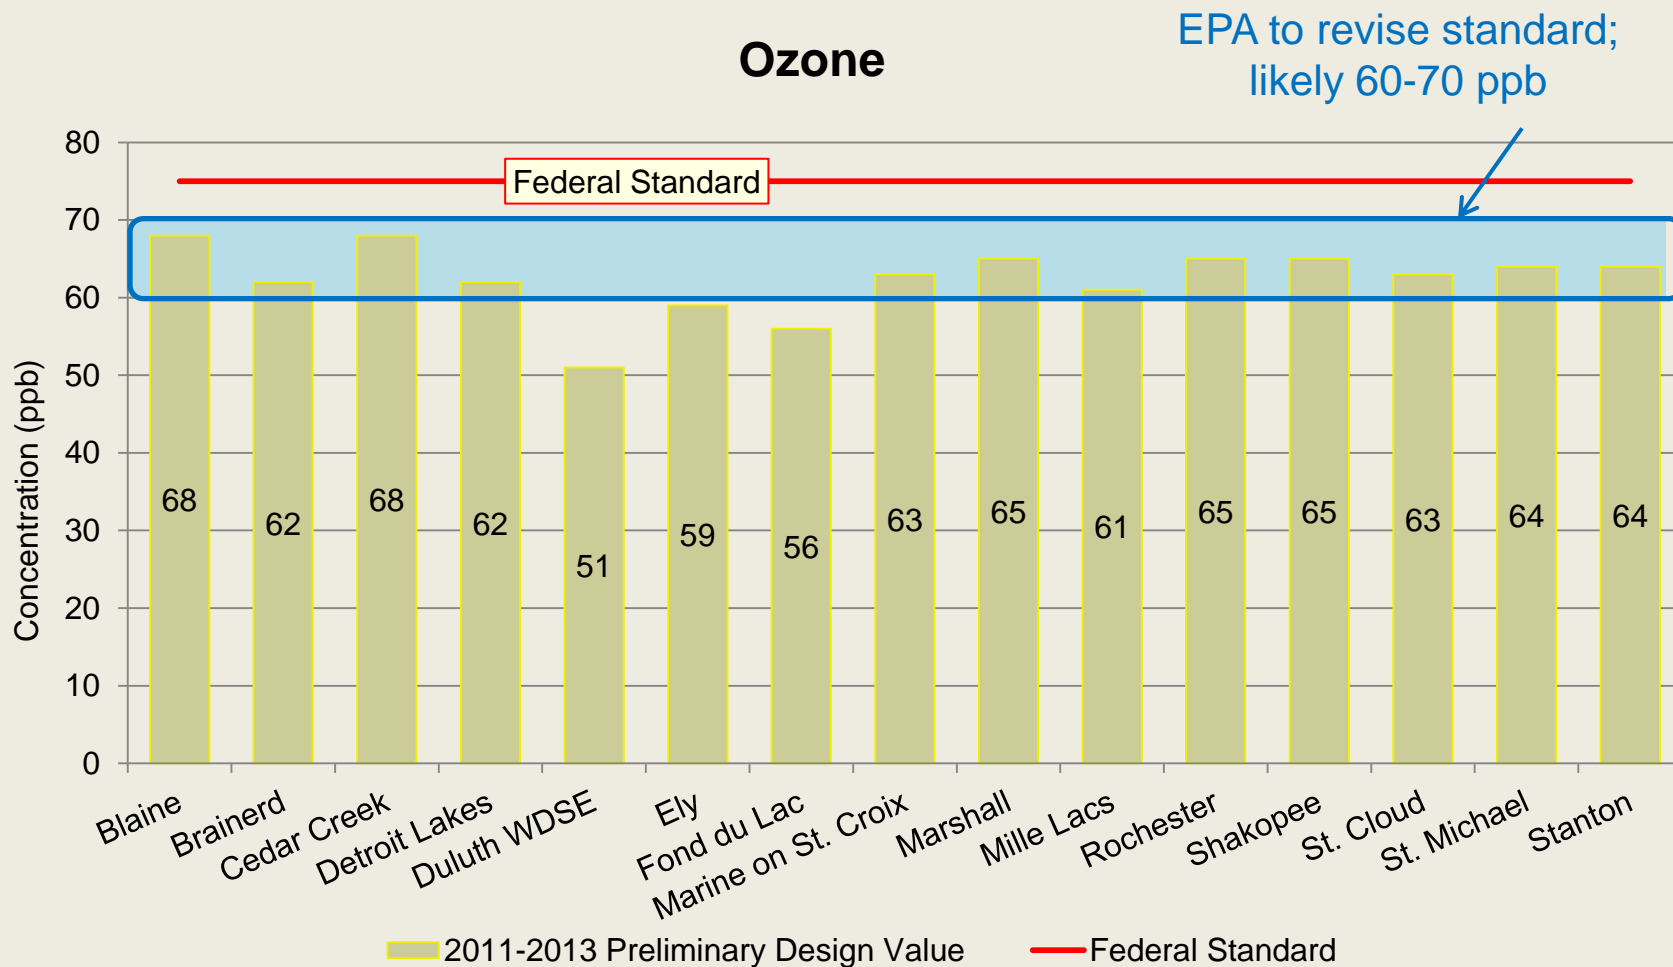 Ozone
EPA to revise standard;
likely 60-70 ppb
Concentration (ppb)
80
70
60
50
40
30
20
10
0
Federal Standard
68
62
68
62
51
59
56
63
65
61
65
65
63
64
64
Blaine
Brainerd
Cedar Creek
Detroit Lakes
Duluth WDSE
Ely
Fond du Lac
Marine on St. Croix
Marshall
Mille Lacs
Rochester
Shakopee
St. Cloud
St. Michael
Stanton
2011-2013 Preliminary Design Value
Federal Standard